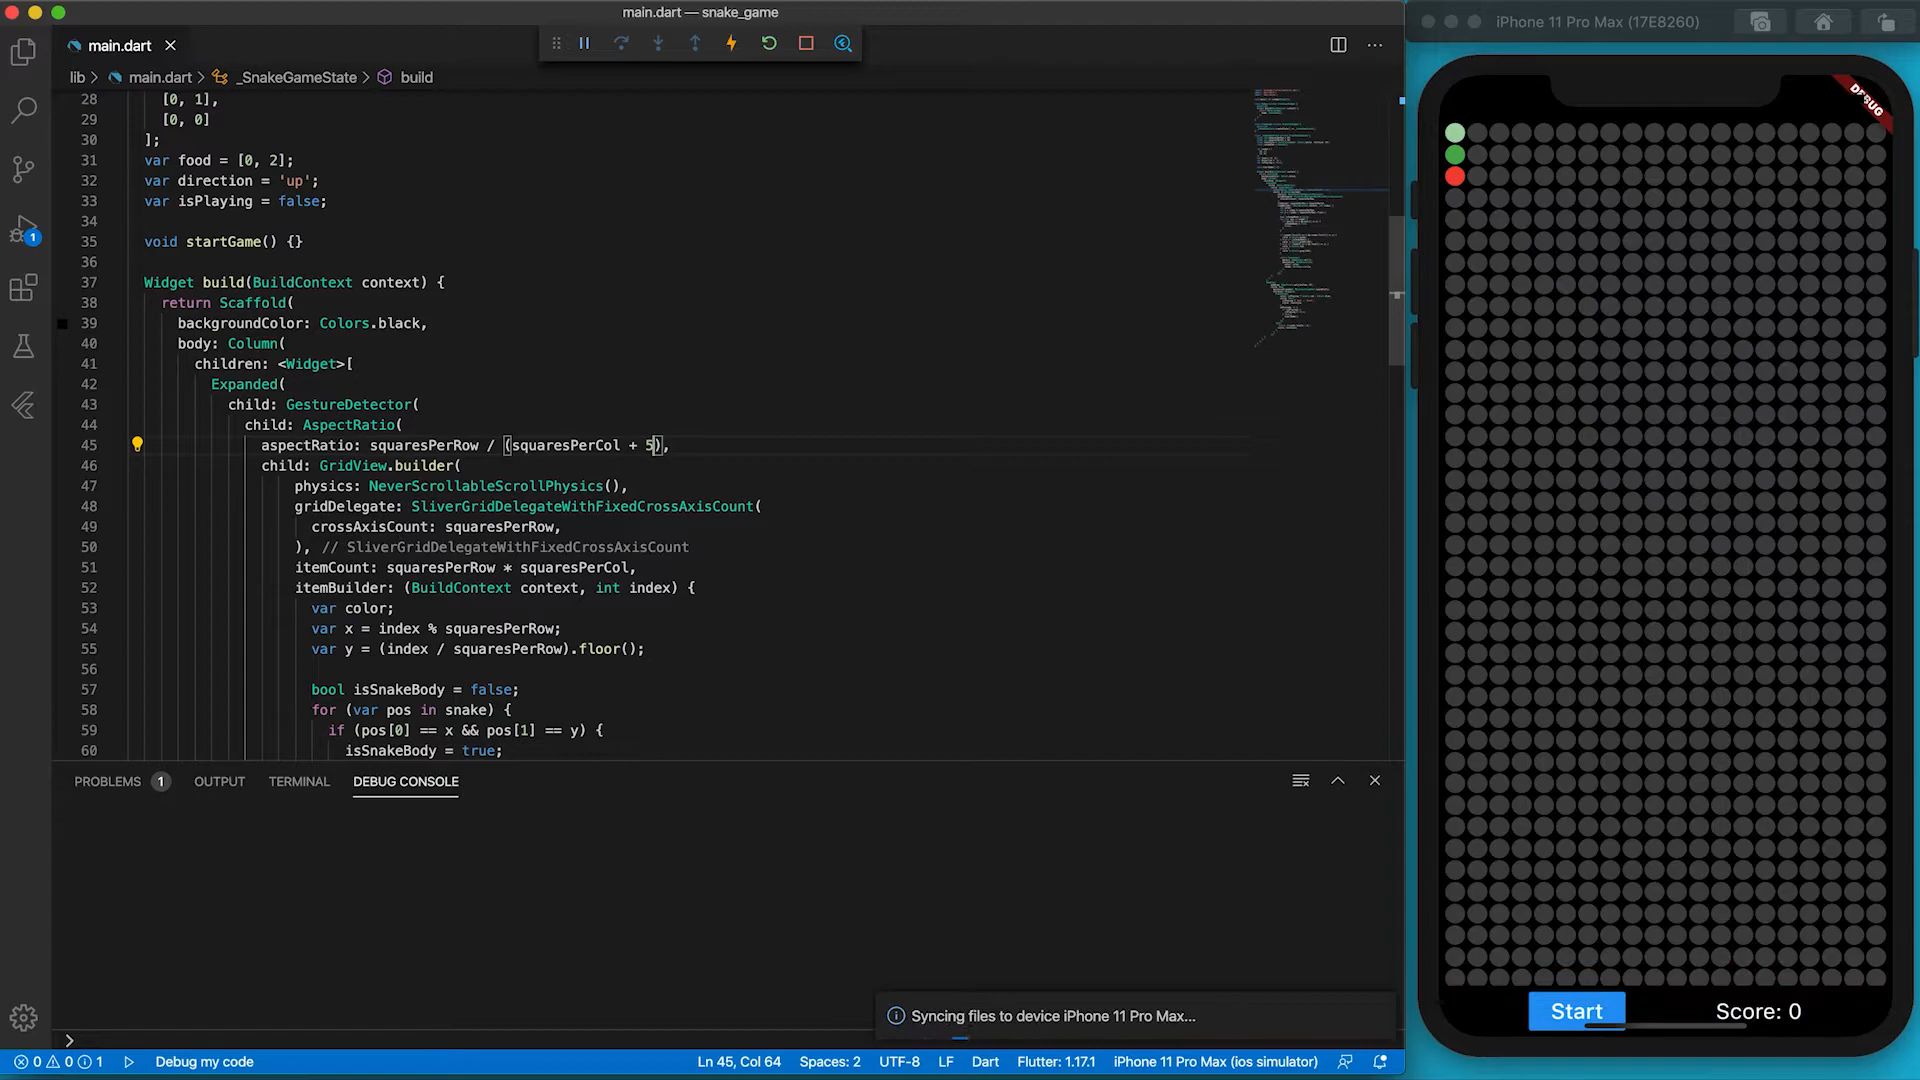 main.dart — snake_game
iPhone 11 Pro Max (17E8260)
main.dart
lib > main.dart > _SnakeGameState > build
28 [0, 1],
29 [0, 0]
30 ];
31 var food = [0, 2];
32 var direction = 'up';
33 var isPlaying = false;
34
35 void startGame() {}
36
37 Widget build(BuildContext context) {
38 return Scaffold(
39 backgroundColor: Colors.black,
40 body: Column(
41 children: <Widget>[
42 Expanded(
43 child: GestureDetector(
44 child: AspectRatio(
45 aspectRatio: squaresPerRow / (squaresPerCol + 5),
46 child: GridView.builder(
47 physics: NeverScrollableScrollPhysics(),
48 gridDelegate: SliverGridDelegateWithFixedCrossAxisCount(
49 crossAxisCount: squaresPerRow,
50 ), // SliverGridDelegateWithFixedCrossAxisCount
51 itemCount: squaresPerRow * squaresPerCol,
52 itemBuilder: (BuildContext context, int index) {
53 var color;
54 var x = index % squaresPerRow;
55 var y = (index / squaresPerRow).floor();
56
57 bool isSnakeBody = false;
58 for (var pos in snake) {
59 if (pos[0] == x && pos[1] == y) {
60 isSnakeBody = true;
1
PROBLEMS 1 OUTPUT TERMINAL DEBUG CONSOLE
Syncing files to device iPhone 11 Pro Max...
0 0 1 Debug my code Ln 45, Col 64 Spaces: 2 UTF-8 LF Dart Flutter: 1.17.1 iPhone 11 Pro Max (ios simulator)
DEBUG
Start Score: 0